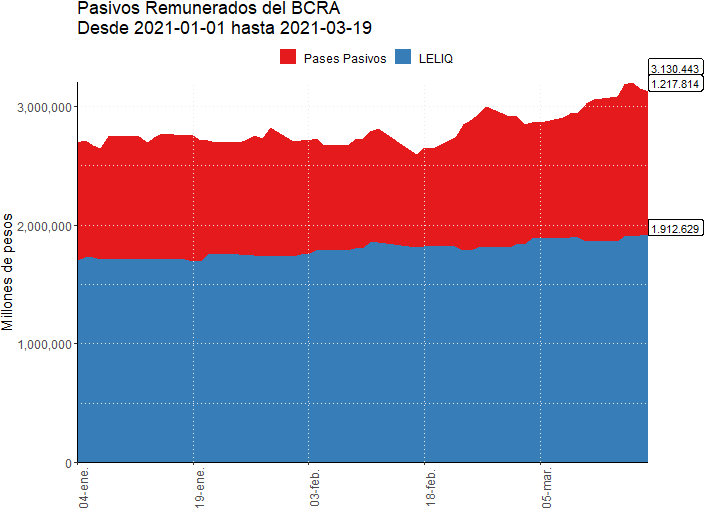 Pasivos Remunerados del BCRA
Desde 2021-01-01 hasta 2021-03-19
Pases Pasivos LELIQ
3.130.443
1.217.814
1.912.629
Millones de pesos
3,000,000
2,000,000
1,000,000
0
04-ene.
19-ene.
03-feb.
18-feb.
05-mar.